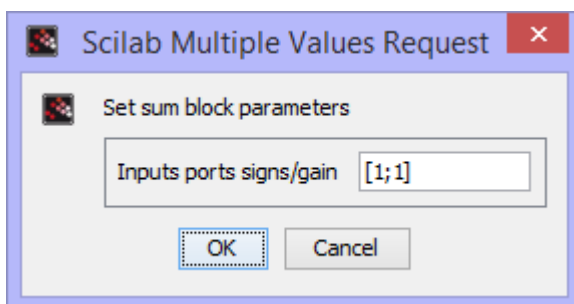 Scilab Multiple Values Request
Set sum block parameters
Inputs ports signs/gain [1;1]
OK Cancel